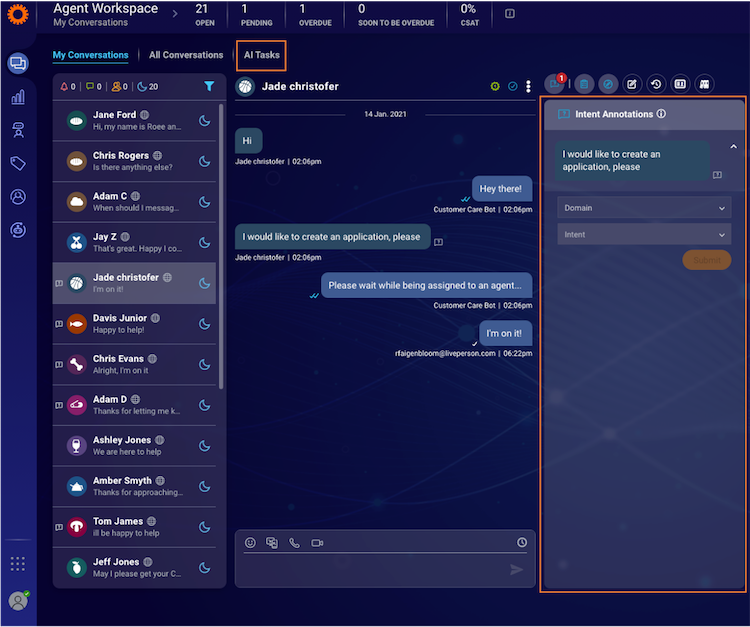 Agent Workspace
My Conversations
21
OPEN
1
PENDING
1
OVERDUE
0
SOON TO BE OVERDUE
0%
CSAT
My Conversations
All Conversations
AI Tasks
0
0
0
20
Jane Ford
Hi, my name is Roee an...
Chris Rogers
Is there anything else?
Adam C
When should I messag...
Jay Z
That's great. Happy I co...
Jade christofer
I'm on it!
Davis Junior
Happy to help!
Chris Evans
Alright, I'm on it
Adam D
Thanks for letting me k...
Ashley Jones
We are here to help
Amber Smyth
Thanks for approaching...
Tom James
ill be happy to help
Jeff Jones
May I please get your C...
Jade christofer
14 Jan. 2021
Hi
Jade christofer | 02:06pm
Hey there!
Customer Care Bot | 02:06pm
I would like to create an application, please
Jade christofer | 02:06pm
Please wait while being assigned to an agent...
Customer Care Bot | 02:06pm
I'm on it!
rfaigenbloom@liveperson.com | 06:22pm
1
Intent Annotations
I would like to create an
application, please
Domain
Intent
Submit